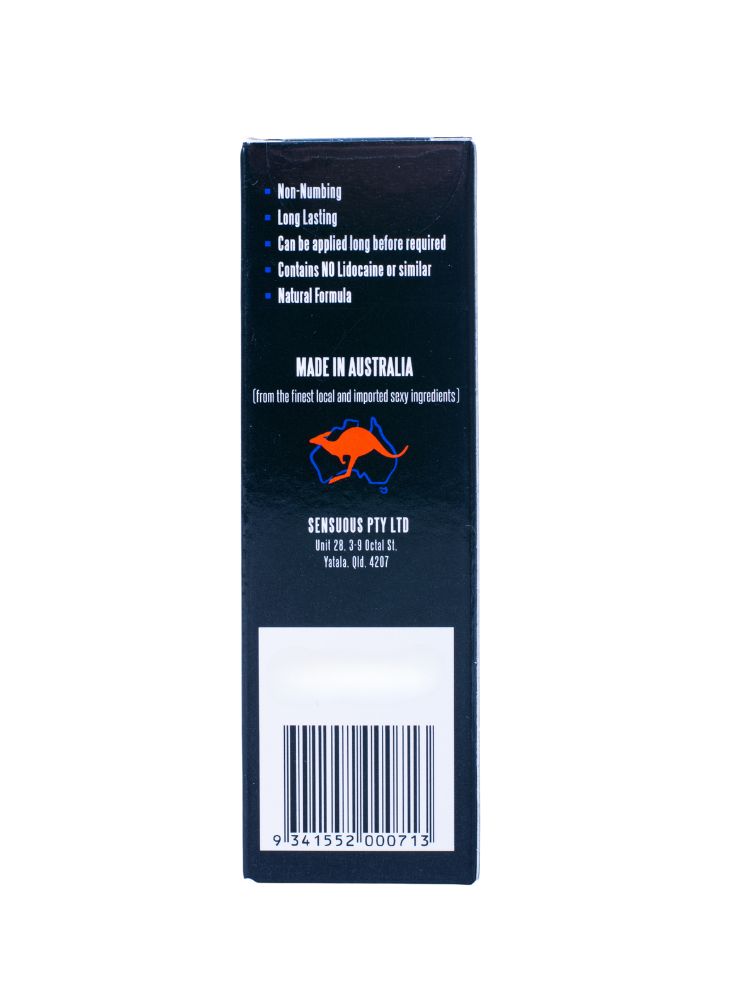 Non-Numbing
Long Lasting
Can be applied long before required
Contains NO Lidocaine or similar
Natural Formula
MADE IN AUSTRALIA
(from the finest local and imported sexy ingredients)
SENSUOUS PTY LTD
Unit 28, 3-9 Octal St,
Yatala, Qld, 4207
9 341552 000713